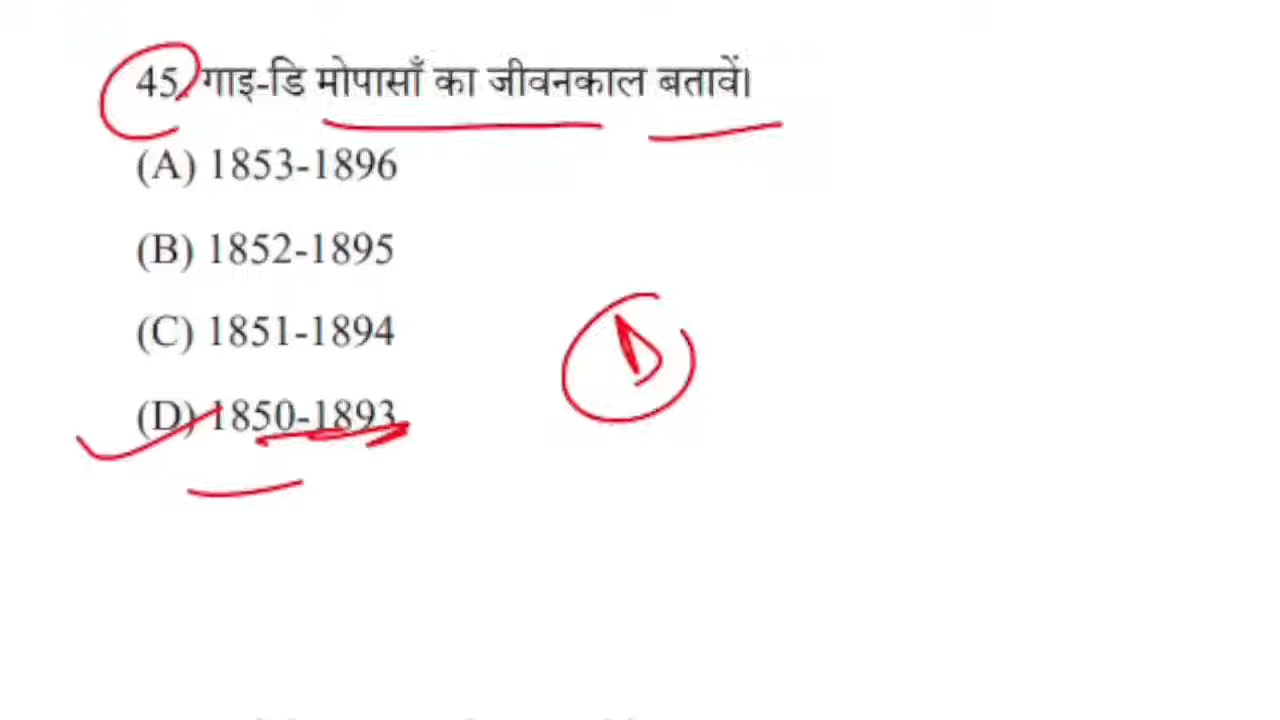 45. गाइ-डि मोपासाँ का जीवनकाल बतावें।
(A) 1853-1896
(B) 1852-1895
(C) 1851-1894
(D) 1850-1893
D